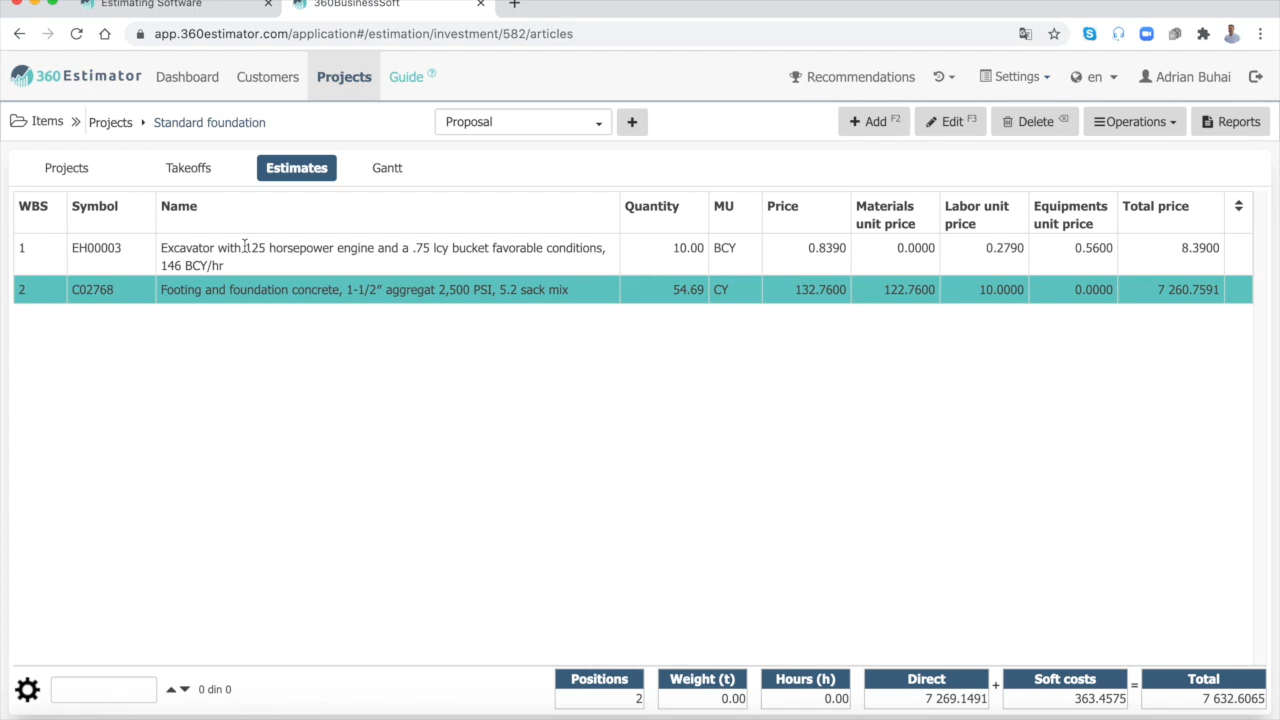 Estimating Software
360BusinessSoft
app.360estimator.com/application#/estimation/investment/582/articles
360Estimator Dashboard Customers Projects Guide ? Recommendations Settings en Adrian Buhai
Items Projects Standard foundation Proposal + Add F2 Edit F3 Delete Operations Reports
Projects Takeoffs Estimates Gantt
WBS Symbol Name Quantity MU Price Materials unit price Labor unit price Equipments unit price Total price
1 EH00003 Excavator with 125 horsepower engine and a .75 lcy bucket favorable conditions, 10.00 BCY 0.8390 0.0000 0.2790 0.5600 8.3900
146 BCY/hr
2 C02768 Footing and foundation concrete, 1-1/2” aggregat 2,500 PSI, 5.2 sack mix 54.69 CY 132.7600 122.7600 10.0000 0.0000 7 260.7591
0 din 0
Positions Weight (t) Hours (h) Direct + Soft costs = Total
2 0.00 0.00 7 269.1491 363.4575 7 632.6065